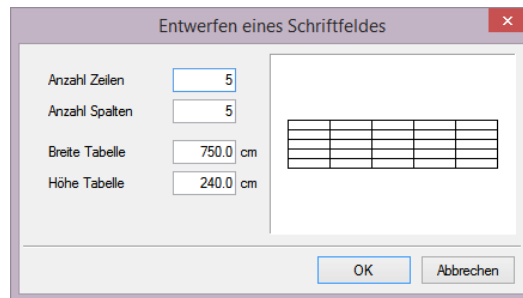 Entwerfen eines Schriftfeldes
Anzahl Zeilen 5
Anzahl Spalten 5
Breite Tabelle 750.0 cm
Höhe Tabelle 240.0 cm
OK Abbrechen